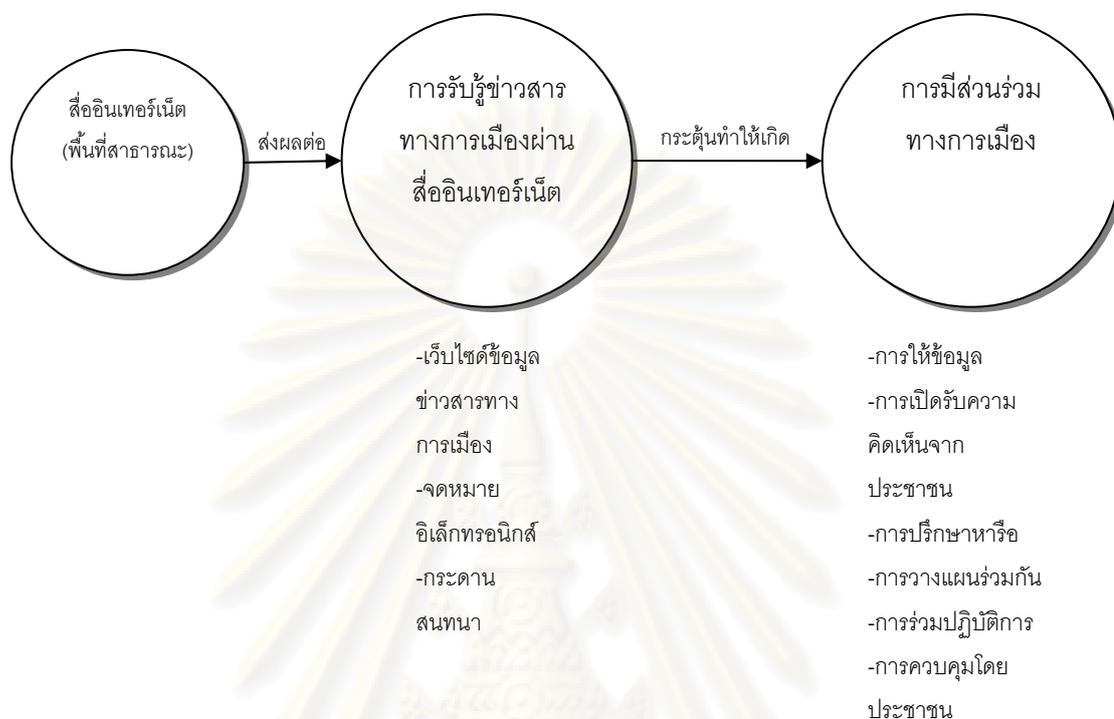 สื่ออินเทอร์เน็ต
(พื้นที่สาธารณะ)
ส่งผลต่อ
การรับรู้ข่าวสาร
ทางการเมืองผ่าน
สื่ออินเทอร์เน็ต
กระตุ้นทำให้เกิด
การมีส่วนร่วม
ทางการเมือง
-เว็บไซด์ข้อมูล
ข่าวสารทาง
การเมือง
-จดหมาย
อิเล็กทรอนิกส์
-กระดาน
สนทนา
-การให้ข้อมูล
-การเปิดรับความ
คิดเห็นจาก
ประชาชน
-การปรึกษาหารือ
-การวางแผนร่วมกัน
-การร่วมปฏิบัติการ
-การควบคุมโดย
ประชาชน